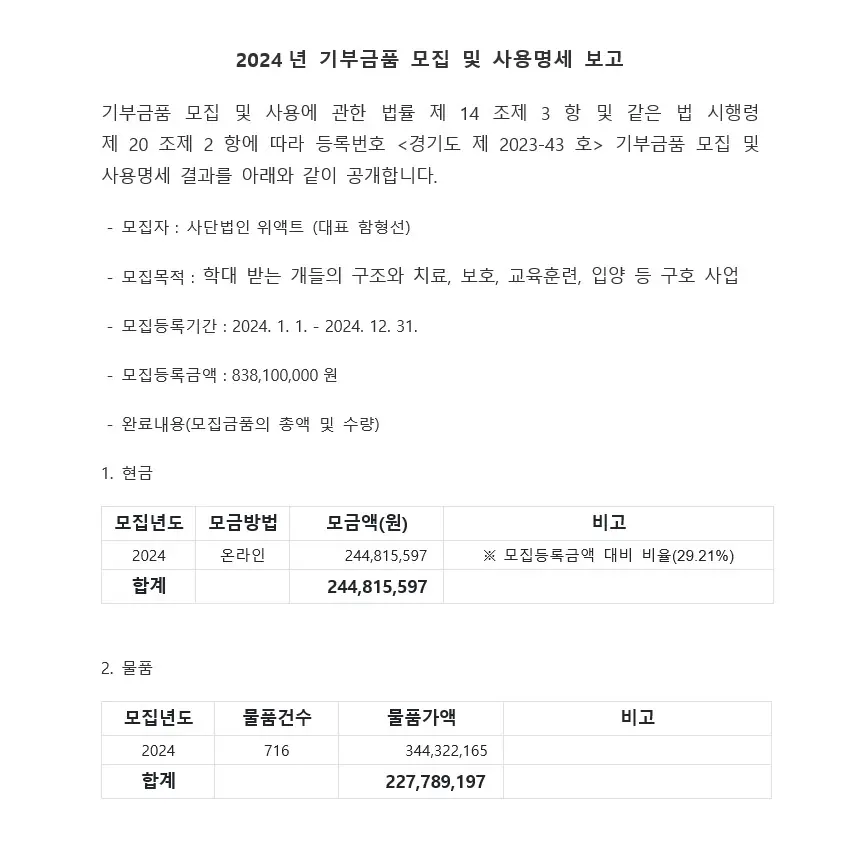 2024년 기부금품 모집 및 사용명세 보고
기부금품 모집 및 사용에 관한 법률 제 14 조제 3 항 및 같은 법 시행령
제 20 조제 2 항에 따라 등록번호 <경기도 제 2023-43 호> 기부금품 모집 및
사용명세 결과를 아래와 같이 공개합니다.
- 모집자 : 사단법인 위액트 (대표 함형선)
- 모집목적 : 학대 받는 개들의 구조와 치료, 보호, 교육훈련, 입양 등 구호 사업
- 모집등록기간 : 2024. 1. 1. - 2024. 12. 31.
- 모집등록금액 : 838,100,000 원
- 완료내용(모집금품의 총액 및 수량)
1. 현금
모집년도 모금방법 모금액(원) 비고
2024 온라인 244,815,597 ※ 모집등록금액 대비 비율(29.21%)
합계 244,815,597
2. 물품
모집년도 물품건수 물품가액 비고
2024 716 344,322,165
합계 227,789,197